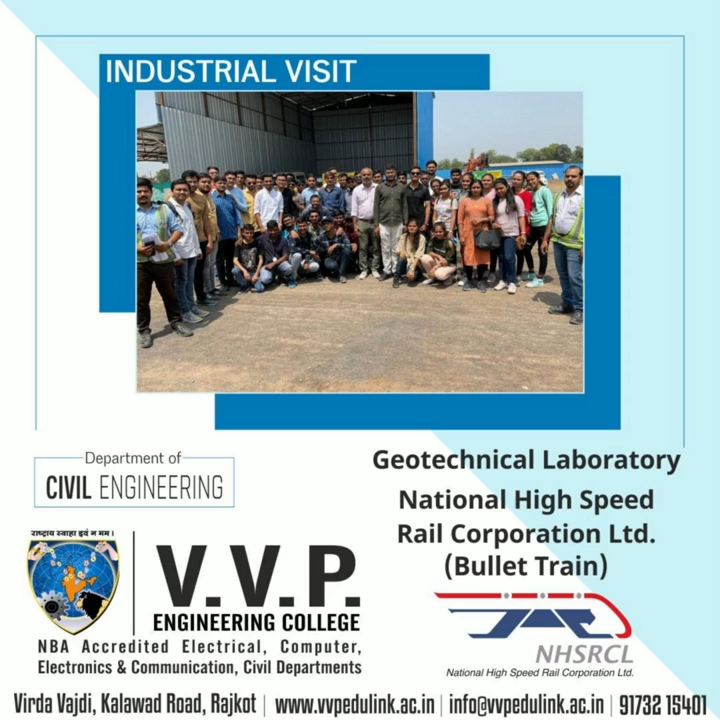 INDUSTRIAL VISIT
Department of
CIVIL ENGINEERING
Geotechnical Laboratory
National High Speed
Rail Corporation Ltd.
(Bullet Train)
राष्ट्राय स्वाहा इदं न मम।
V.V.P.
ENGINEERING COLLEGE
NBA Accredited Electrical, Computer,
Electronics & Communication, Civil Departments
NHSRCL
National High Speed Rail Corporation Ltd.
Virda Vajdi, Kalawad Road, Rajkot | www.vvpedulink.ac.in | info@vvpedulink.ac.in | 91732 15401